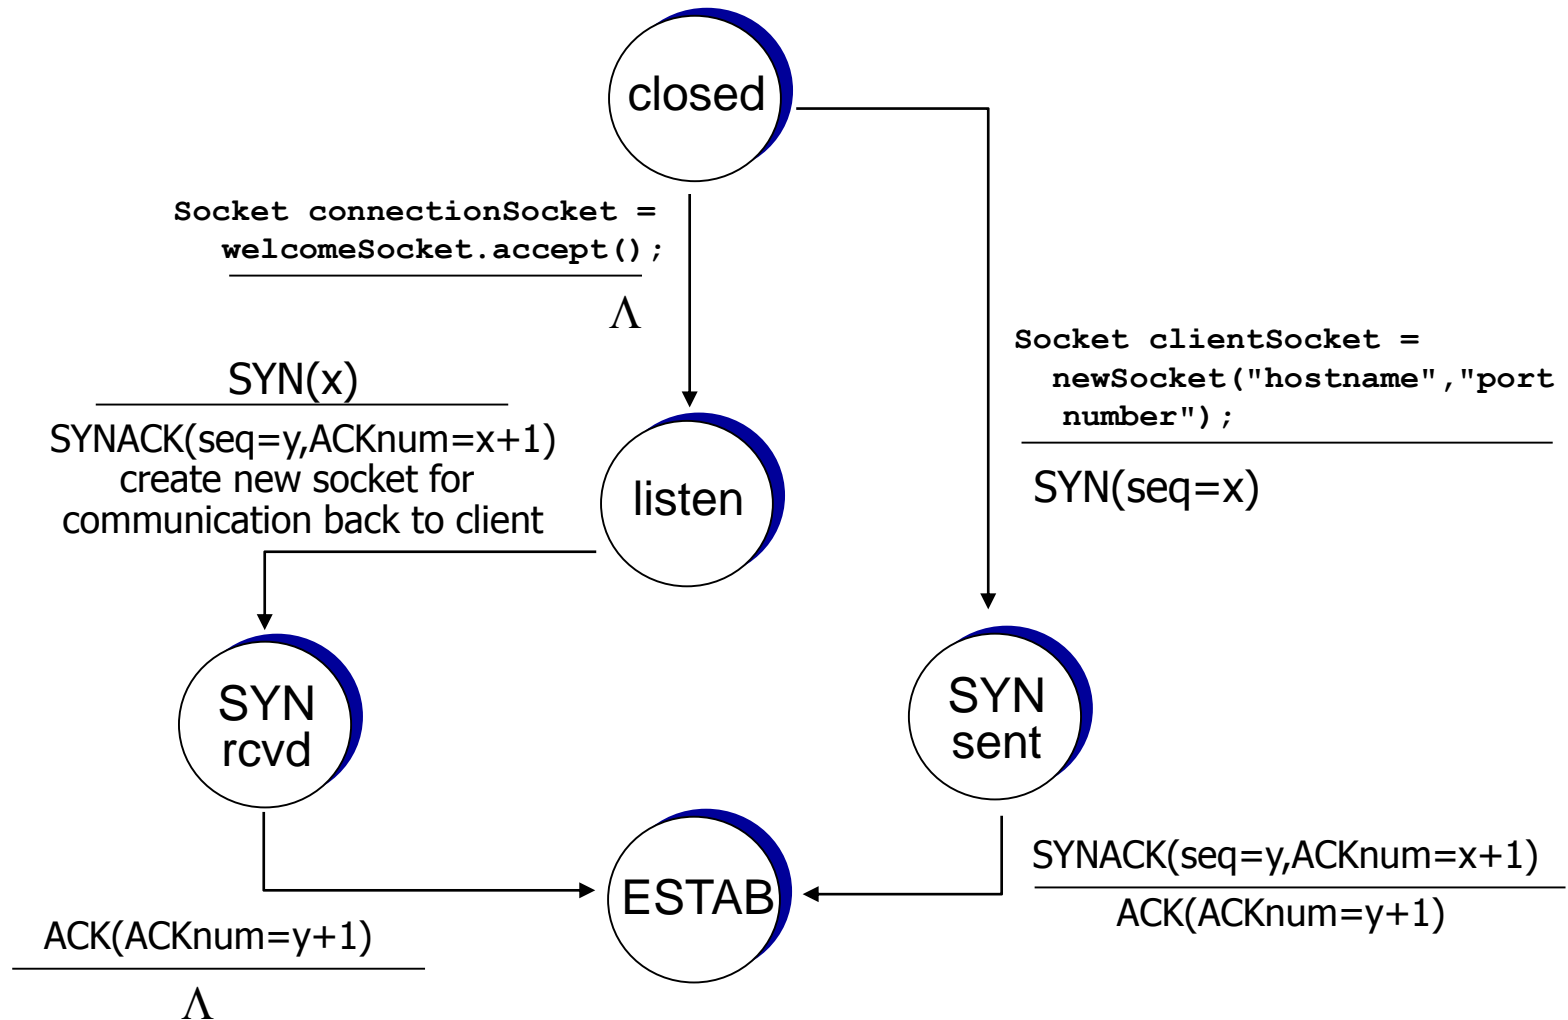 closed
Socket connectionSocket =
welcomeSocket.accept();
Λ
Socket clientSocket =
newSocket("hostname","port
number");
SYN(seq=x)
SYN(x)
SYNACK(seq=y,ACKnum=x+1)
create new socket for
communication back to client
listen
SYN
rcvd
SYN
sent
ESTAB
SYNACK(seq=y,ACKnum=x+1)
ACK(ACKnum=y+1)
ACK(ACKnum=y+1)
Λ